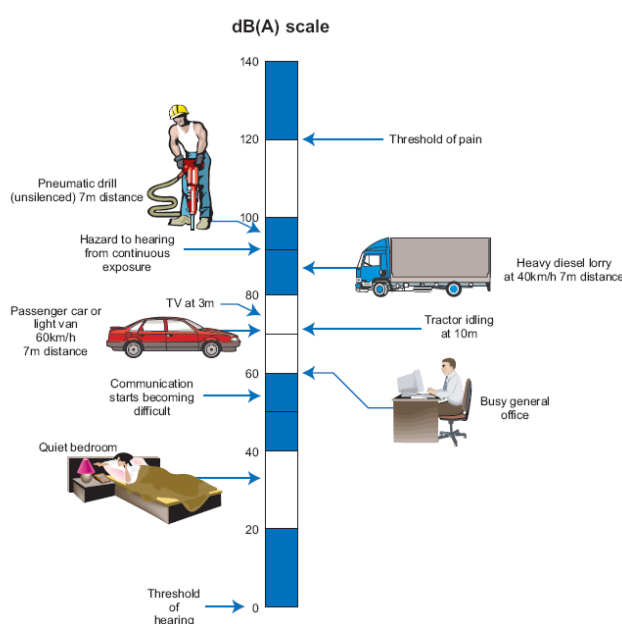 dB(A) scale
140
120
100
80
60
40
20
0
Threshold of pain
Pneumatic drill
(unsilenced) 7m distance
Hazard to hearing
from continuous
exposure
Heavy diesel lorry
at 40km/h 7m distance
TV at 3m
Passenger car or
light van
60km/h
7m distance
Tractor idling
at 10m
Communication
starts becoming
difficult
Busy general
office
Quiet bedroom
Threshold
of
hearing